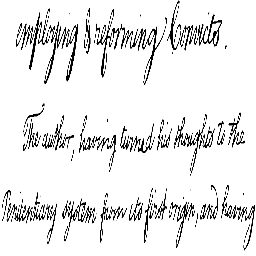 employing & reforming Convicts.
The author, having turned his thoughts to the
Penitentiary system from its first origin, and having